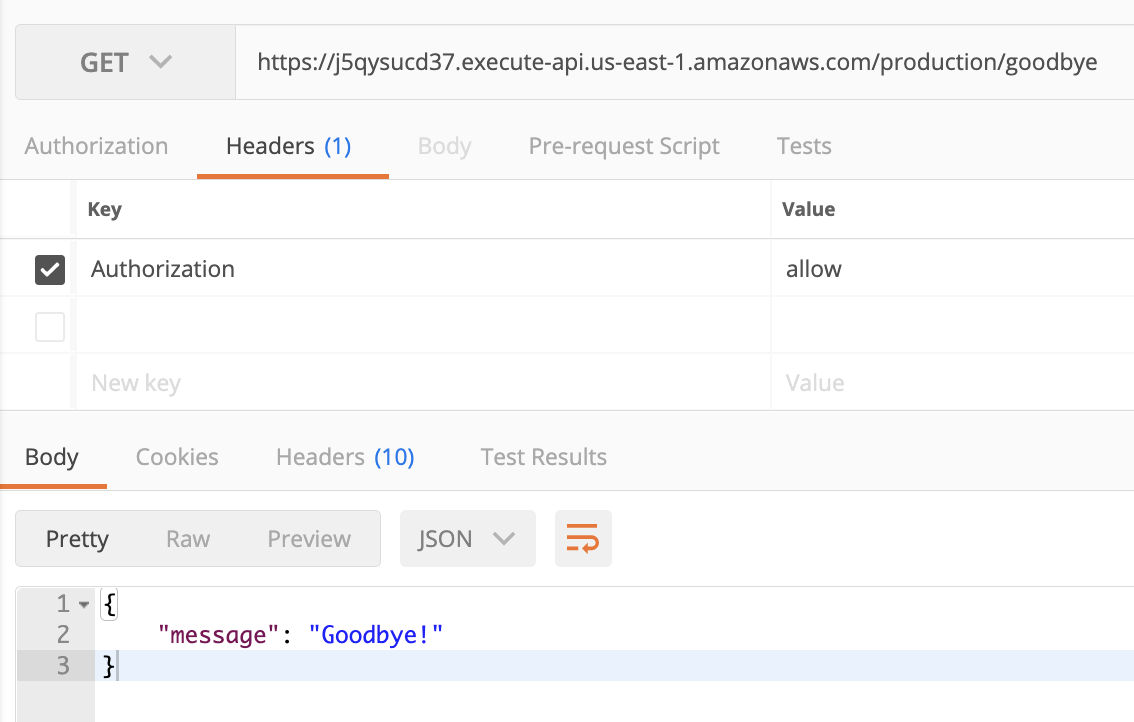 GET https://j5qysucd37.execute-api.us-east-1.amazonaws.com/production/goodbye
Authorization Headers (1) Body Pre-request Script Tests
Key Value
Authorization allow
New key Value
Body Cookies Headers (10) Test Results
Pretty Raw Preview JSON
1 {
2 "message": "Goodbye!"
3 }